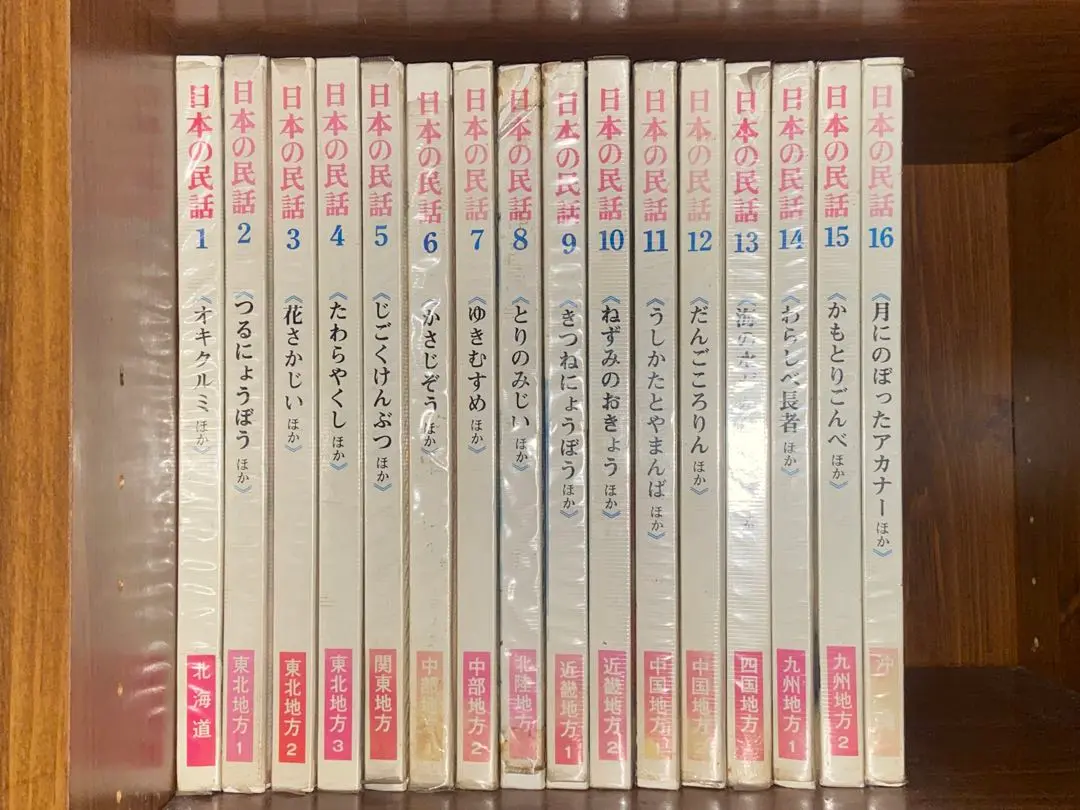 日本の民話 1 《オキクルミ ほか》 北海道
日本の民話 2 《つるにょうぼう ほか》 東北地方 1
日本の民話 3 《花さかじい ほか》 東北地方 2
日本の民話 4 《たわらやくし ほか》 東北地方 3
日本の民話 5 《じごくけんぶつ ほか》 関東地方
日本の民話 6 《かさじぞう ほか》 中部地方
日本の民話 7 《ゆきむすめ ほか》 中部地方 2
日本の民話 8 《とりのみじい ほか》 北陸地方
日本の民話 9 《きつねにょうぼう ほか》 近畿地方 1
日本の民話 10 《ねずみのおきょう ほか》 近畿地方 2
日本の民話 11 《うしかたとやまんば ほか》 中国地方 1
日本の民話 12 《だんごころりん ほか》 中国地方 2
日本の民話 13 《海の水 ほか》 四国地方
日本の民話 14 《わらしべ長者 ほか》 九州地方 1
日本の民話 15 《かもとりごんべ ほか》 九州地方 2
日本の民話 16 《月にのぼったアカナー ほか》 沖